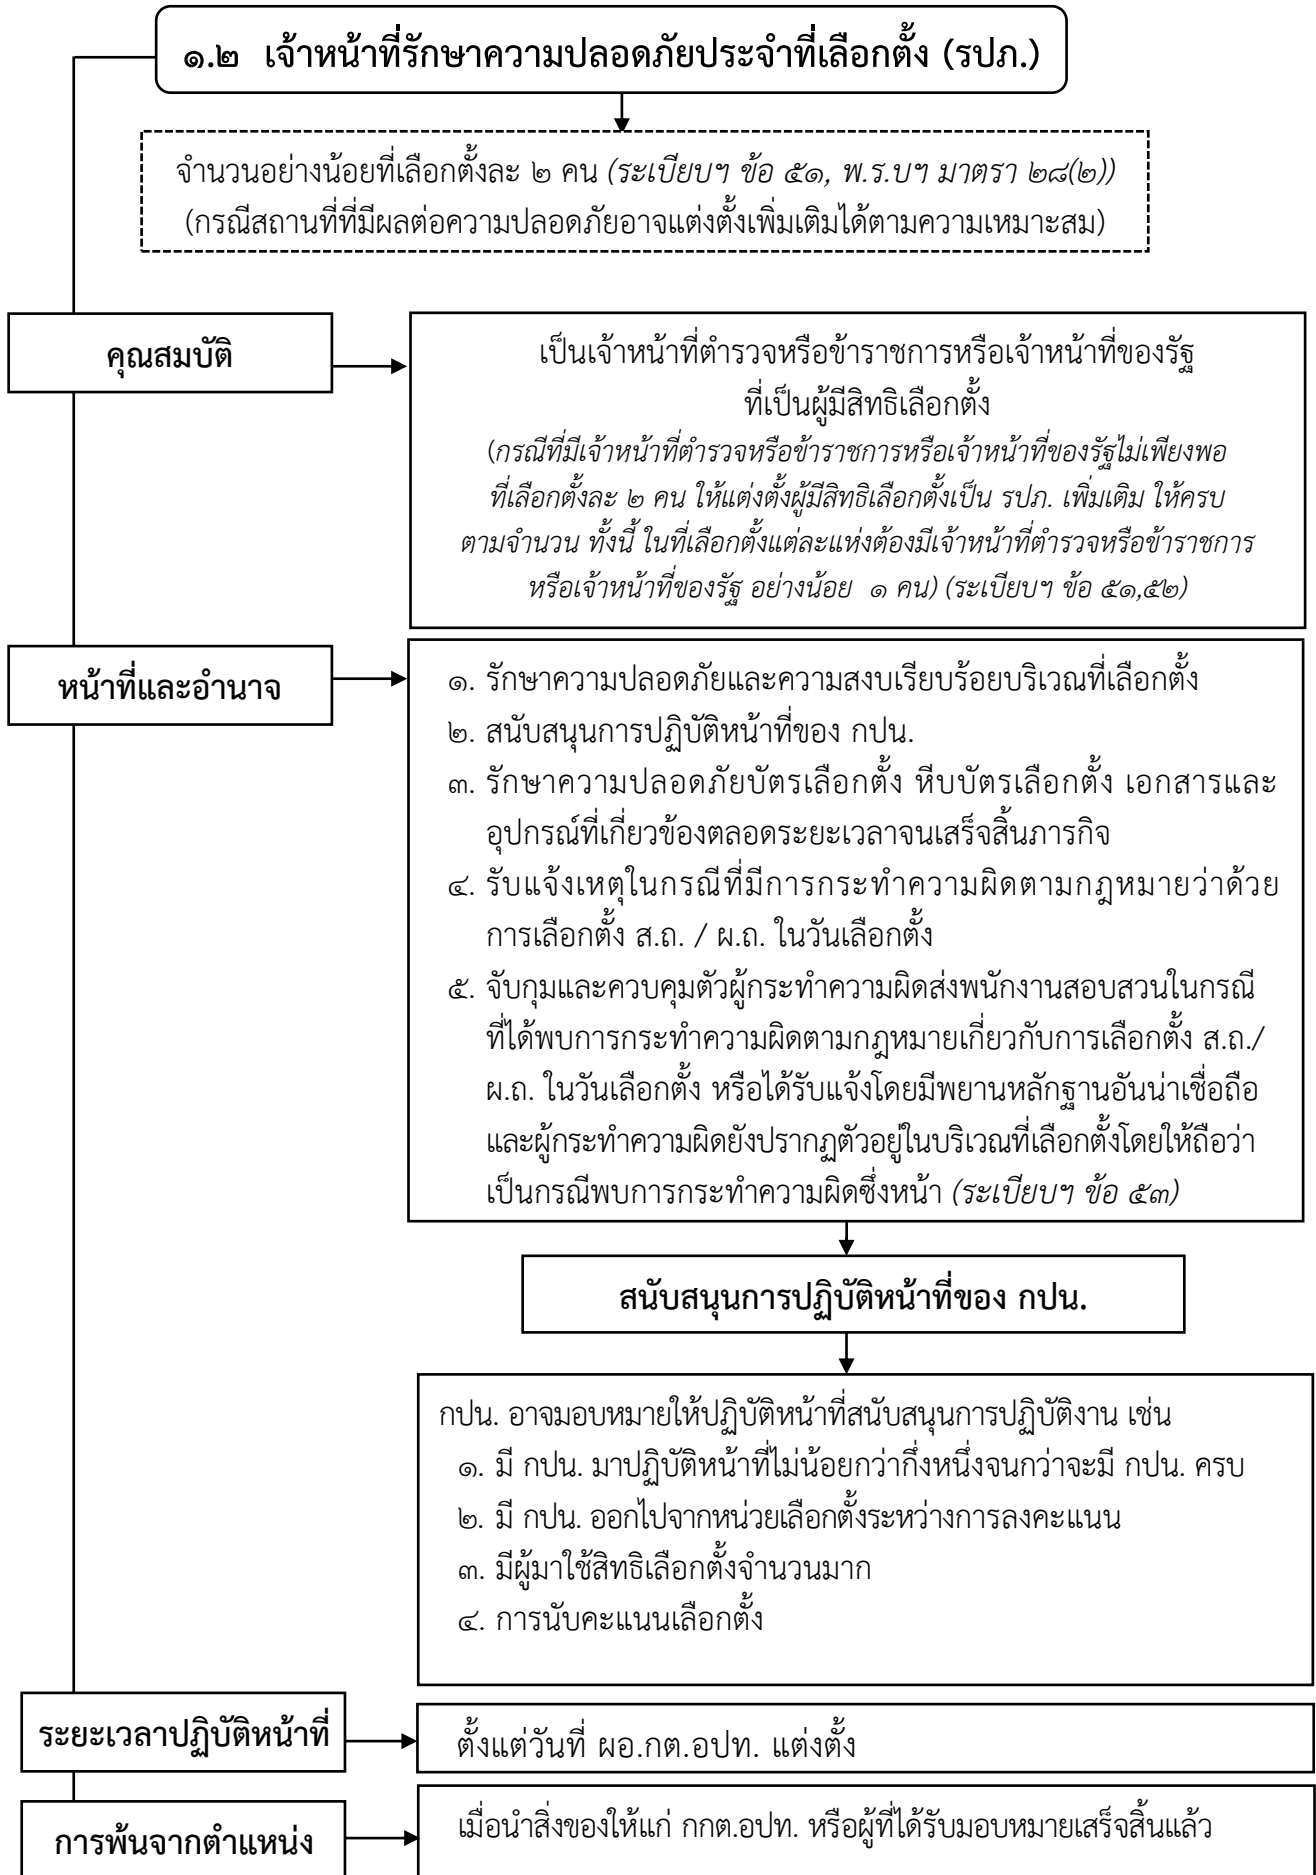 ๑.๒ เจ้าหน้าที่รักษาความปลอดภัยประจำที่เลือกตั้ง (รปภ.)
จำนวนอย่างน้อยที่เลือกตั้งละ ๒ คน (ระเบียบฯ ข้อ ๕๑, พ.ร.บฯ มาตรา ๒๘(๒))
(กรณีสถานที่ที่มีผลต่อความปลอดภัยอาจแต่งตั้งเพิ่มเติมได้ตามความเหมาะสม)
คุณสมบัติ
เป็นเจ้าหน้าที่ตำรวจหรือข้าราชการหรือเจ้าหน้าที่ของรัฐ
ที่เป็นผู้มีสิทธิเลือกตั้ง
(กรณีที่มีเจ้าหน้าที่ตำรวจหรือข้าราชการหรือเจ้าหน้าที่ของรัฐไม่เพียงพอ
ที่เลือกตั้งละ ๒ คน ให้แต่งตั้งผู้มีสิทธิเลือกตั้งเป็น รปภ. เพิ่มเติม ให้ครบ
ตามจำนวน ทั้งนี้ ในที่เลือกตั้งแต่ละแห่งต้องมีเจ้าหน้าที่ตำรวจหรือข้าราชการ
หรือเจ้าหน้าที่ของรัฐ อย่างน้อย ๑ คน) (ระเบียบฯ ข้อ ๕๑,๕๒)
หน้าที่และอำนาจ
๑. รักษาความปลอดภัยและความสงบเรียบร้อยบริเวณที่เลือกตั้ง
๒. สนับสนุนการปฏิบัติหน้าที่ของ กปน.
๓. รักษาความปลอดภัยบัตรเลือกตั้ง หีบบัตรเลือกตั้ง เอกสารและ
อุปกรณ์ที่เกี่ยวข้องตลอดระยะเวลาจนเสร็จสิ้นภารกิจ
๔. รับแจ้งเหตุในกรณีที่มีการกระทำความผิดตามกฎหมายว่าด้วย
การเลือกตั้ง ส.ถ. / ผ.ถ. ในวันเลือกตั้ง
๕. จับกุมและควบคุมตัวผู้กระทำความผิดส่งพนักงานสอบสวนในกรณี
ที่ได้พบการกระทำความผิดตามกฎหมายเกี่ยวกับการเลือกตั้ง ส.ถ./
ผ.ถ. ในวันเลือกตั้ง หรือได้รับแจ้งโดยมีพยานหลักฐานอันน่าเชื่อถือ
และผู้กระทำความผิดยังปรากฏตัวอยู่ในบริเวณที่เลือกตั้งโดยให้ถือว่า
เป็นกรณีพบการกระทำความผิดซึ่งหน้า (ระเบียบฯ ข้อ ๕๓)
สนับสนุนการปฏิบัติหน้าที่ของ กปน.
กปน. อาจมอบหมายให้ปฏิบัติหน้าที่สนับสนุนการปฏิบัติงาน เช่น
๑. มี กปน. มาปฏิบัติหน้าที่ไม่น้อยกว่ากึ่งหนึ่งจนกว่าจะมี กปน. ครบ
๒. มี กปน. ออกไปจากหน่วยเลือกตั้งระหว่างการลงคะแนน
๓. มีผู้มาใช้สิทธิเลือกตั้งจำนวนมาก
๔. การนับคะแนนเลือกตั้ง
ระยะเวลาปฏิบัติหน้าที่
ตั้งแต่วันที่ ผอ.กต.อปท. แต่งตั้ง
การพ้นจากตำแหน่ง
เมื่อนำสิ่งของให้แก่ กกต.อปท. หรือผู้ที่ได้รับมอบหมายเสร็จสิ้นแล้ว